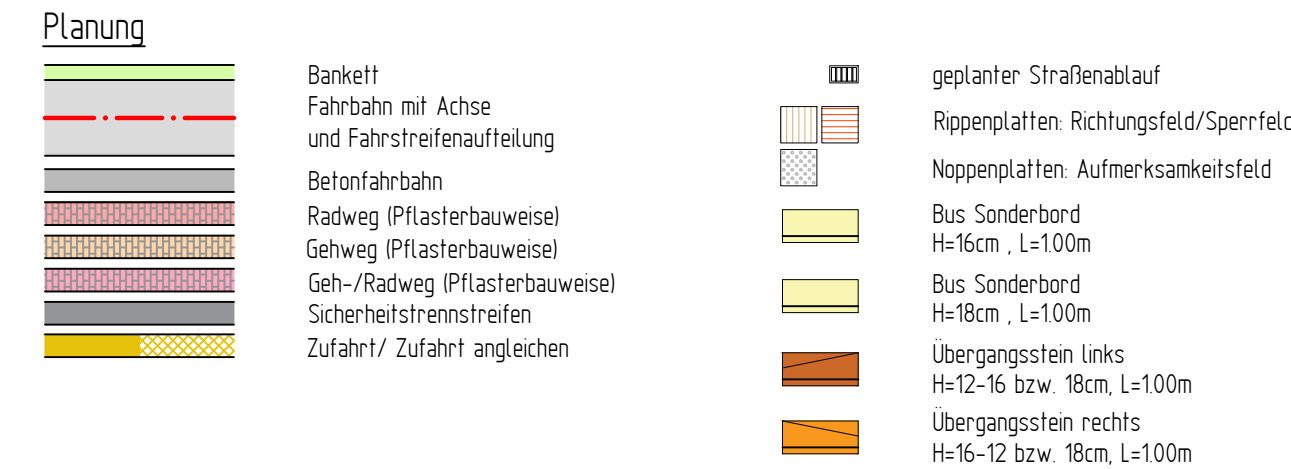 Planung
Bankett
Fahrbahn mit Achse
und Fahrstreifenaufteilung
Betonfahrbahn
Radweg (Pflasterbauweise)
Gehweg (Pflasterbauweise)
Geh-/Radweg (Pflasterbauweise)
Sicherheitstrennstreifen
Zufahrt/ Zufahrt angleichen
geplanter Straßenablauf
Rippenplatten: Richtungsfeld/Sperrfeld
Noppenplatten: Aufmerksamkeitsfeld
Bus Sonderbord
H=16cm , L=1.00m
Bus Sonderbord
H=18cm , L=1.00m
Übergangsstein links
H=12-16 bzw. 18cm, L=1.00m
Übergangsstein rechts
H=16-12 bzw. 18cm, L=1.00m